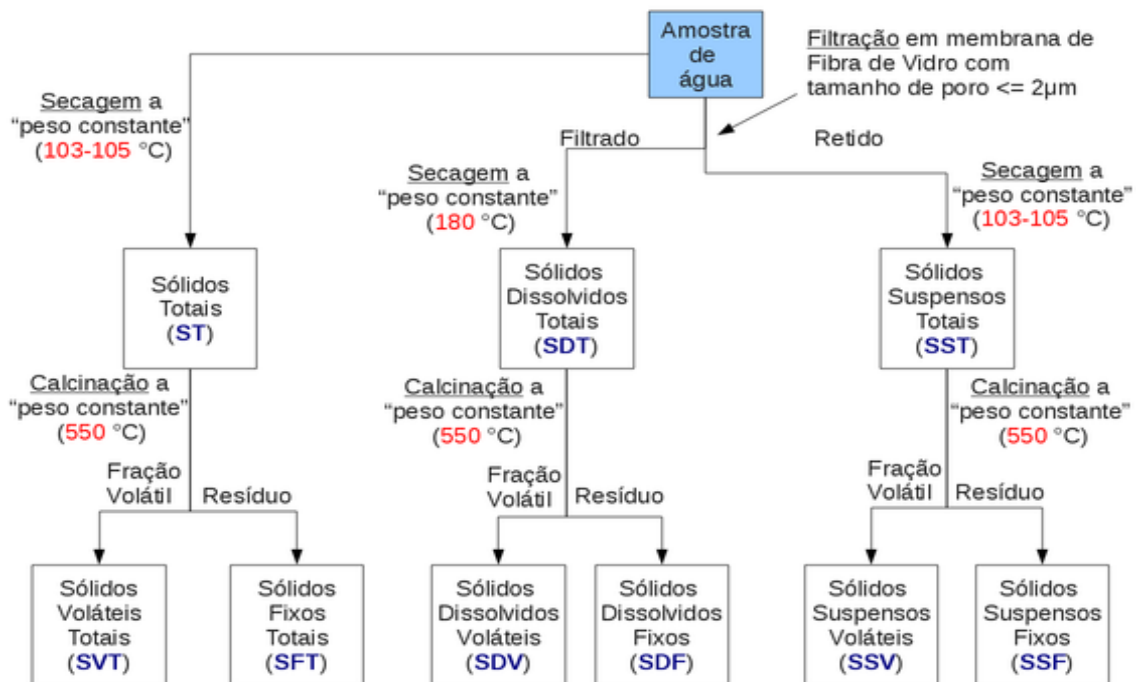 Amostra
de
água
Filtração em membrana de
Fibra de Vidro com
tamanho de poro <= 2µm
Secagem a
“peso constante”
(103-105 °C)
Filtrado
Retido
Secagem a
“peso constante”
(180 °C)
Secagem a
“peso constante”
(103-105 °C)
Sólidos
Totais
(ST)
Sólidos
Dissolvidos
Totais
(SDT)
Sólidos
Suspensos
Totais
(SST)
Calcinação a
“peso constante”
(550 °C)
Calcinação a
“peso constante”
(550 °C)
Calcinação a
“peso constante”
(550 °C)
Fração
Volátil
Resíduo
Fração
Volátil
Resíduo
Fração
Volátil
Resíduo
Sólidos
Voláteis
Totais
(SVT)
Sólidos
Fixos
Totais
(SFT)
Sólidos
Dissolvidos
Voláteis
(SDV)
Sólidos
Dissolvidos
Fixos
(SDF)
Sólidos
Suspensos
Voláteis
(SSV)
Sólidos
Suspensos
Fixos
(SSF)